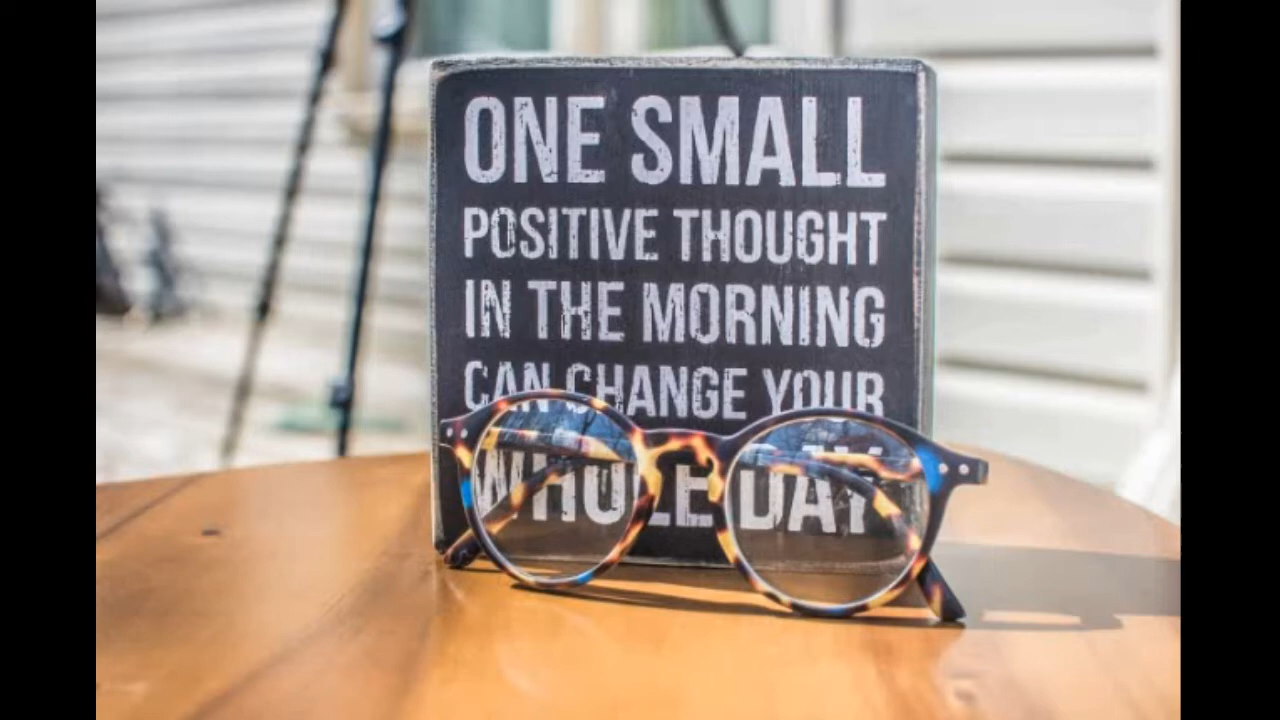 ONE SMALL
POSITIVE THOUGHT
IN THE MORNING
CAN CHANGE YOUR
WHOLE DAY